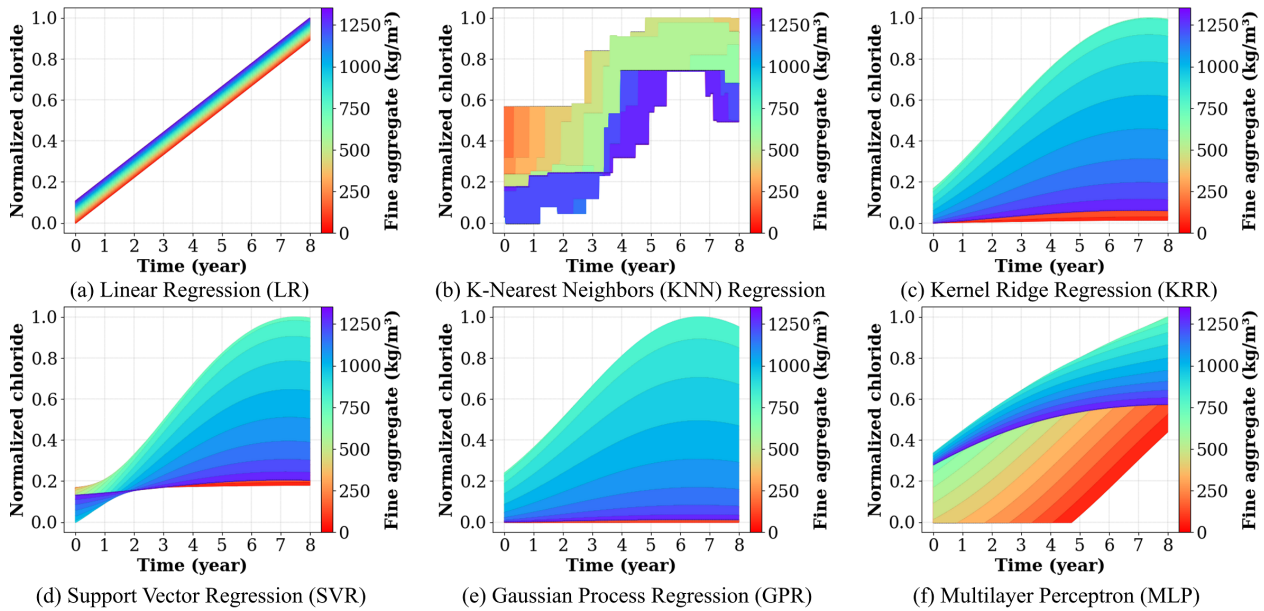 1.0
0.8
0.6
0.4
0.2
0.0
Normalized chloride
0 1 2 3 4 5 6 7 8
Time (year)
1250
1000
750
500
250
0
Fine aggregate (kg/m³)
(a) Linear Regression (LR)
1.0
0.8
0.6
0.4
0.2
0.0
Normalized chloride
0 1 2 3 4 5 6 7 8
Time (year)
1250
1000
750
500
250
0
Fine aggregate (kg/m³)
(b) K-Nearest Neighbors (KNN) Regression
1.0
0.8
0.6
0.4
0.2
0.0
Normalized chloride
0 1 2 3 4 5 6 7 8
Time (year)
1250
1000
750
500
250
0
Fine aggregate (kg/m³)
(c) Kernel Ridge Regression (KRR)
1.0
0.8
0.6
0.4
0.2
0.0
Normalized chloride
0 1 2 3 4 5 6 7 8
Time (year)
1250
1000
750
500
250
0
Fine aggregate (kg/m³)
(d) Support Vector Regression (SVR)
1.0
0.8
0.6
0.4
0.2
0.0
Normalized chloride
0 1 2 3 4 5 6 7 8
Time (year)
1250
1000
750
500
250
0
Fine aggregate (kg/m³)
(e) Gaussian Process Regression (GPR)
1.0
0.8
0.6
0.4
0.2
0.0
Normalized chloride
0 1 2 3 4 5 6 7 8
Time (year)
1250
1000
750
500
250
0
Fine aggregate (kg/m³)
(f) Multilayer Perceptron (MLP)